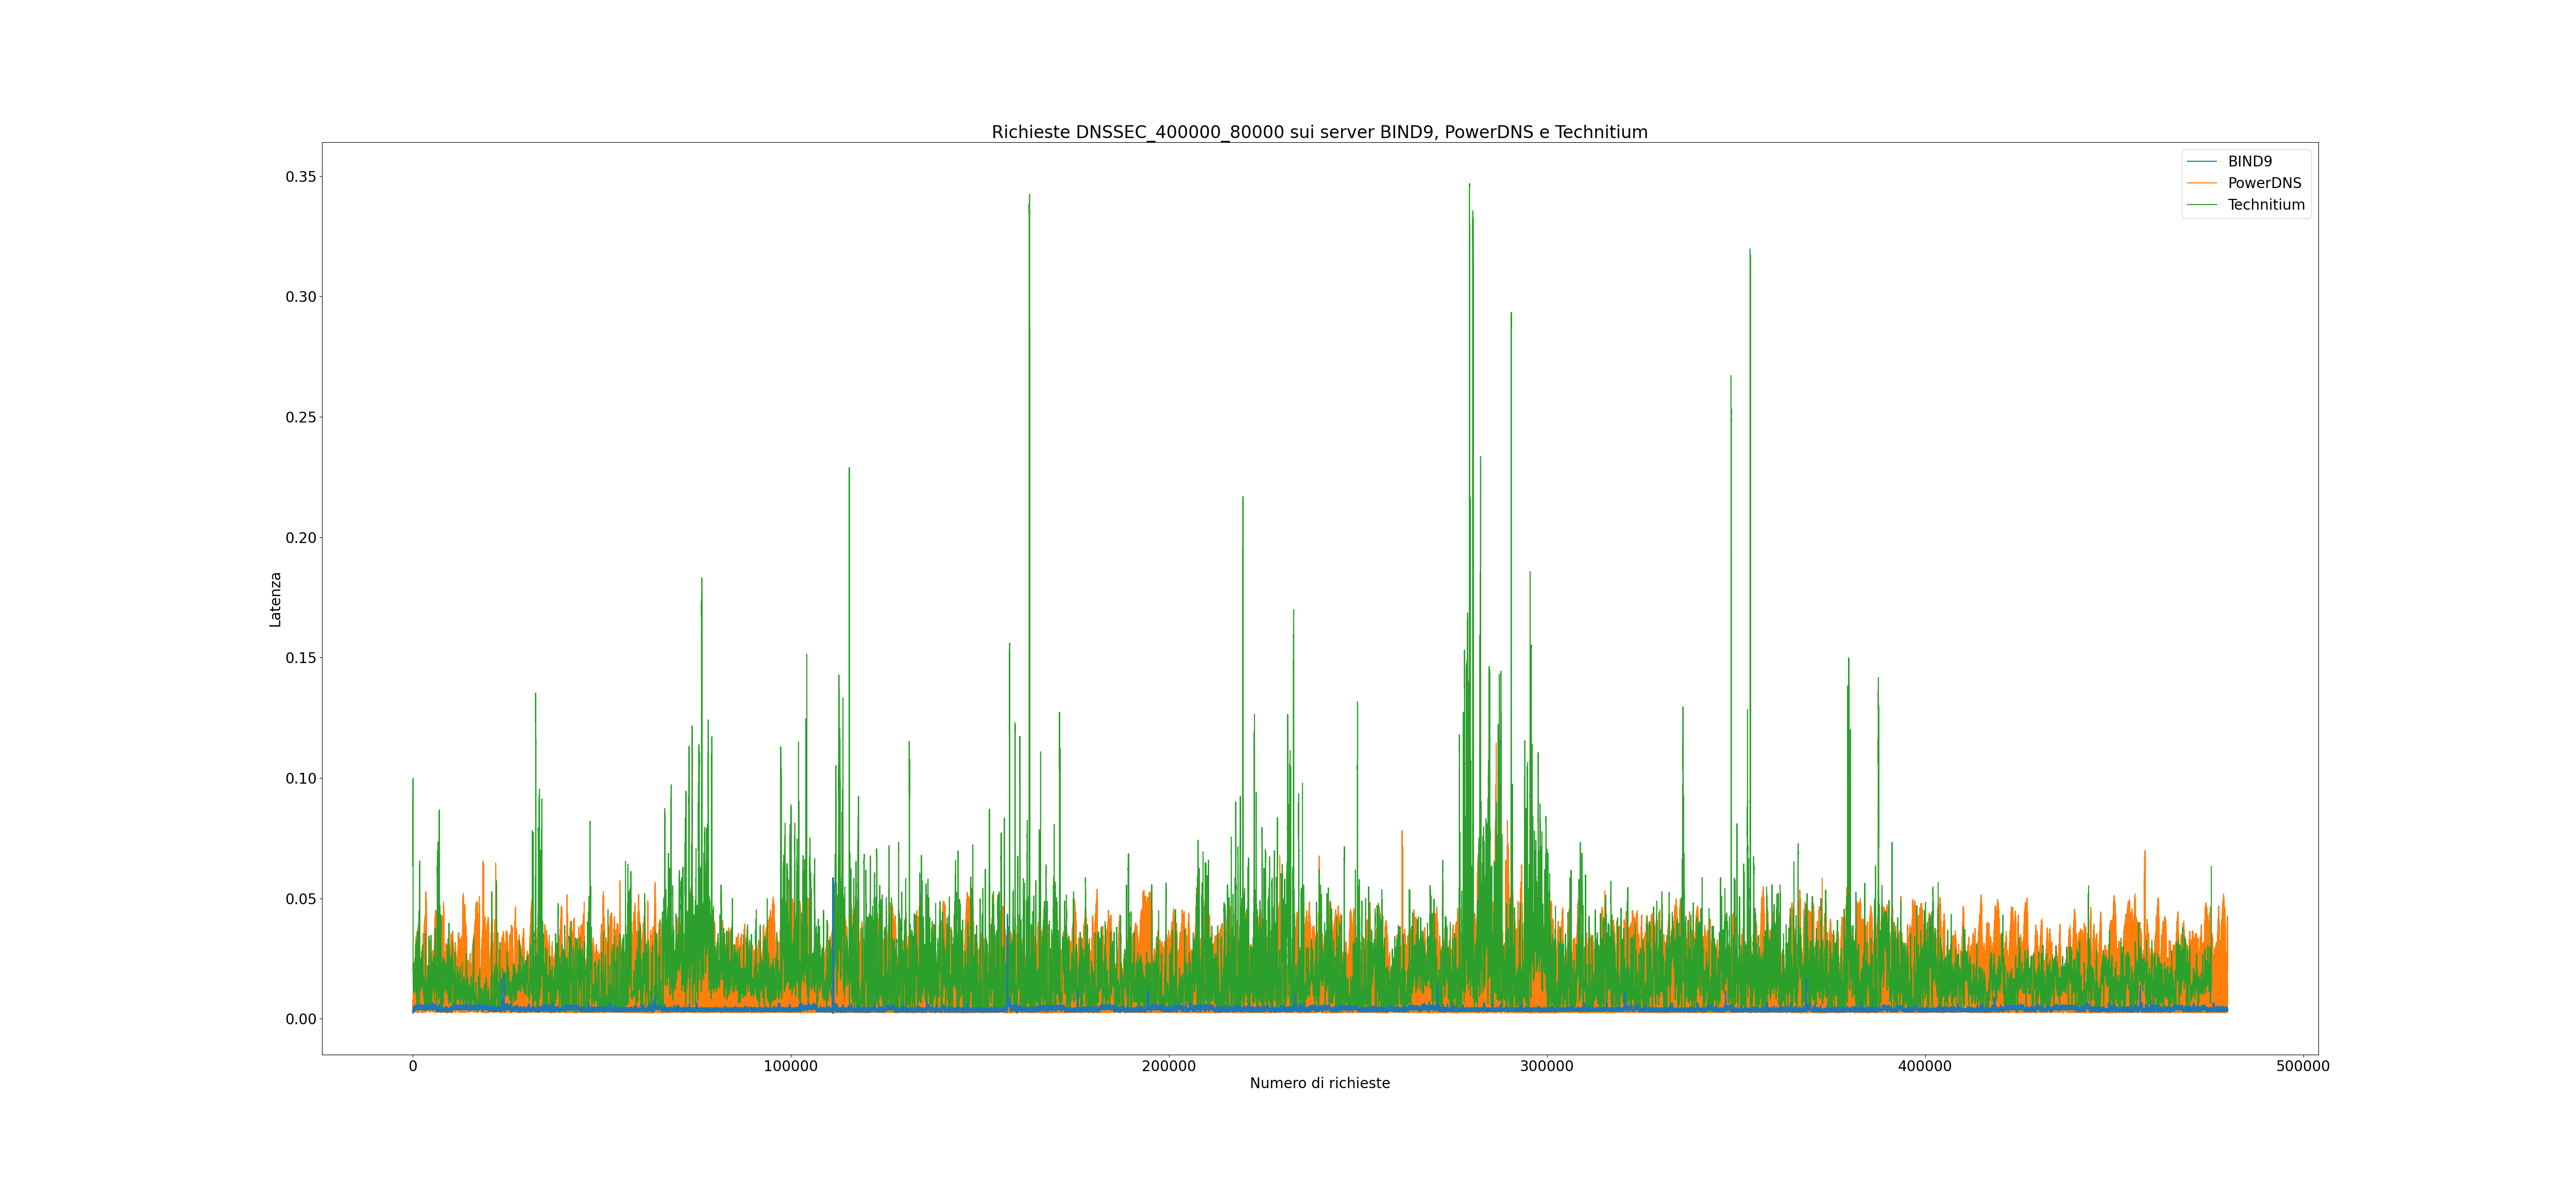 Richieste DNSSEC_400000_80000 sui server BIND9, PowerDNS e Technitium
BIND9
PowerDNS
Technitium
0.35
0.30
0.25
0.20
0.15
0.10
0.05
0.00
Latenza
0 100000 200000 300000 400000 500000
Numero di richieste